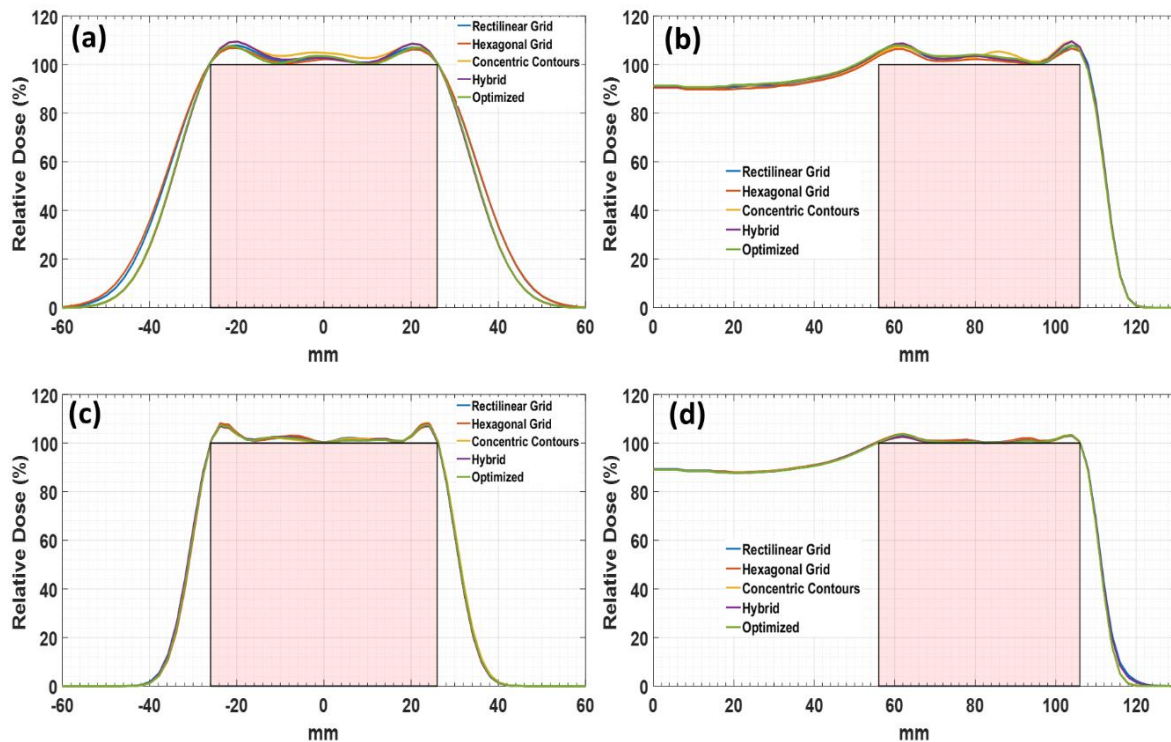 (a)
Relative Dose (%)
120
100
80
60
40
20
0
-60 -40 -20 0 20 40 60
mm
Rectilinear Grid
Hexagonal Grid
Concentric Contours
Hybrid
Optimized
(b)
Relative Dose (%)
120
100
80
60
40
20
0
0 20 40 60 80 100 120
mm
Rectilinear Grid
Hexagonal Grid
Concentric Contours
Hybrid
Optimized
(c)
Relative Dose (%)
120
100
80
60
40
20
0
-60 -40 -20 0 20 40 60
mm
Rectilinear Grid
Hexagonal Grid
Concentric Contours
Hybrid
Optimized
(d)
Relative Dose (%)
120
100
80
60
40
20
0
0 20 40 60 80 100 120
mm
Rectilinear Grid
Hexagonal Grid
Concentric Contours
Hybrid
Optimized